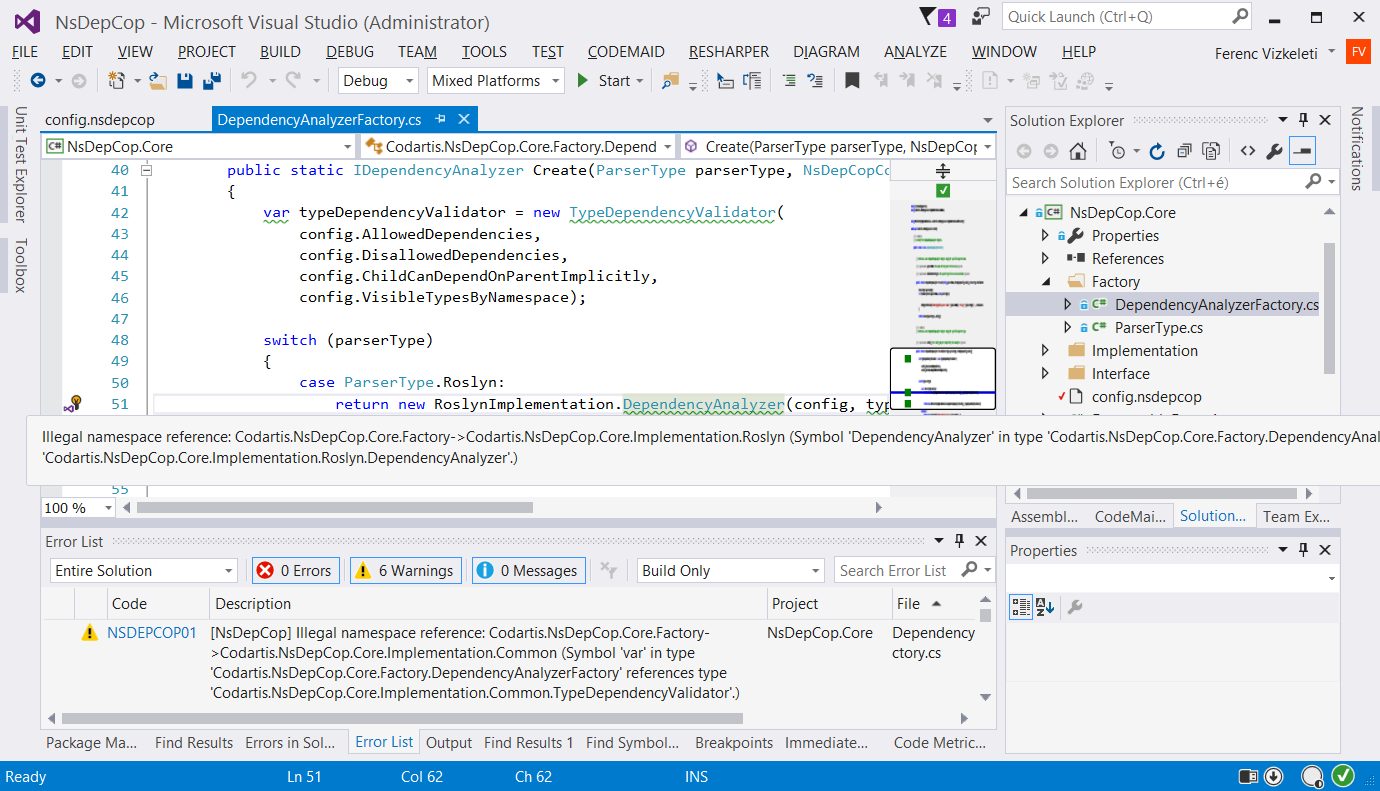 NsDepCop - Microsoft Visual Studio (Administrator)
4
Quick Launch (Ctrl+Q)
FILE EDIT VIEW PROJECT BUILD DEBUG TEAM TOOLS TEST CODEMAID RESHARPER DIAGRAM ANALYZE WINDOW HELP
Ferenc Vizkeleti FV
Debug Mixed Platforms Start
Unit Test Explorer
Toolbox
config.nsdepcop DependencyAnalyzerFactory.cs
NsDepCop.Core Codartis.NsDepCop.Core.Factory.Depend Create(ParserType parserType, NsDepCop
40 public static IDependencyAnalyzer Create(ParserType parserType, NsDepCopCo
41 {
42 var typeDependencyValidator = new TypeDependencyValidator(
43 config.AllowedDependencies,
44 config.DisallowedDependencies,
45 config.ChildCanDependOnParentImplicitly,
46 config.VisibleTypesByNamespace);
47
48 switch (parserType)
49 {
50 case ParserType.Roslyn:
51 return new RoslynImplementation.DependencyAnalyzer(config, typ
Illegal namespace reference: Codartis.NsDepCop.Core.Factory->Codartis.NsDepCop.Core.Implementation.Roslyn (Symbol 'DependencyAnalyzer' in type 'Codartis.NsDepCop.Core.Factory.DependencyAnal
'Codartis.NsDepCop.Core.Implementation.Roslyn.DependencyAnalyzer'.)
55
100 %
Solution Explorer
Search Solution Explorer (Ctrl+é)
C# NsDepCop.Core
Properties
References
Factory
C# DependencyAnalyzerFactory.cs
C# ParserType.cs
Implementation
Interface
config.nsdepcop
Assembl... CodeMai... Solution... Team Ex...
Notifications
Properties
Error List
Entire Solution 0 Errors 6 Warnings 0 Messages Build Only Search Error List
Code Description Project File
NSDEPCOP01 [NsDepCop] Illegal namespace reference: Codartis.NsDepCop.Core.Factory- NsDepCop.Core Dependency
>Codartis.NsDepCop.Core.Implementation.Common (Symbol 'var' in type ctory.cs
'Codartis.NsDepCop.Core.Factory.DependencyAnalyzerFactory' references type
'Codartis.NsDepCop.Core.Implementation.Common.TypeDependencyValidator'.)
Package Ma... Find Results Errors in Sol... Error List Output Find Results 1 Find Symbol... Breakpoints Immediate... Code Metric...
Ready Ln 51 Col 62 Ch 62 INS